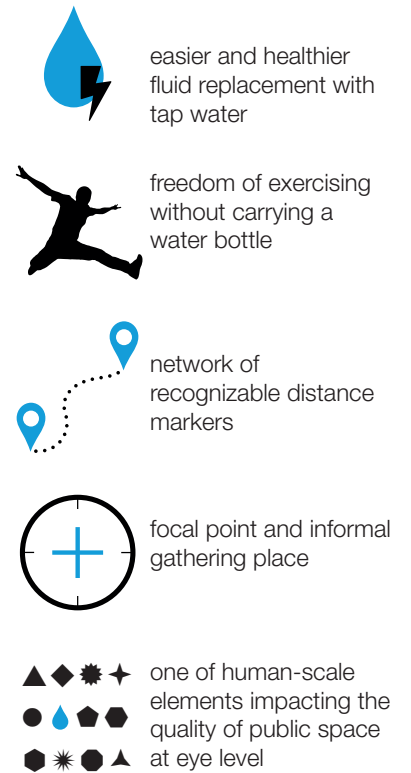 easier and healthier
fluid replacement with
tap water
freedom of exercising
without carrying a
water bottle
network of
recognizable distance
markers
focal point and informal
gathering place
one of human-scale
elements impacting the
quality of public space
at eye level